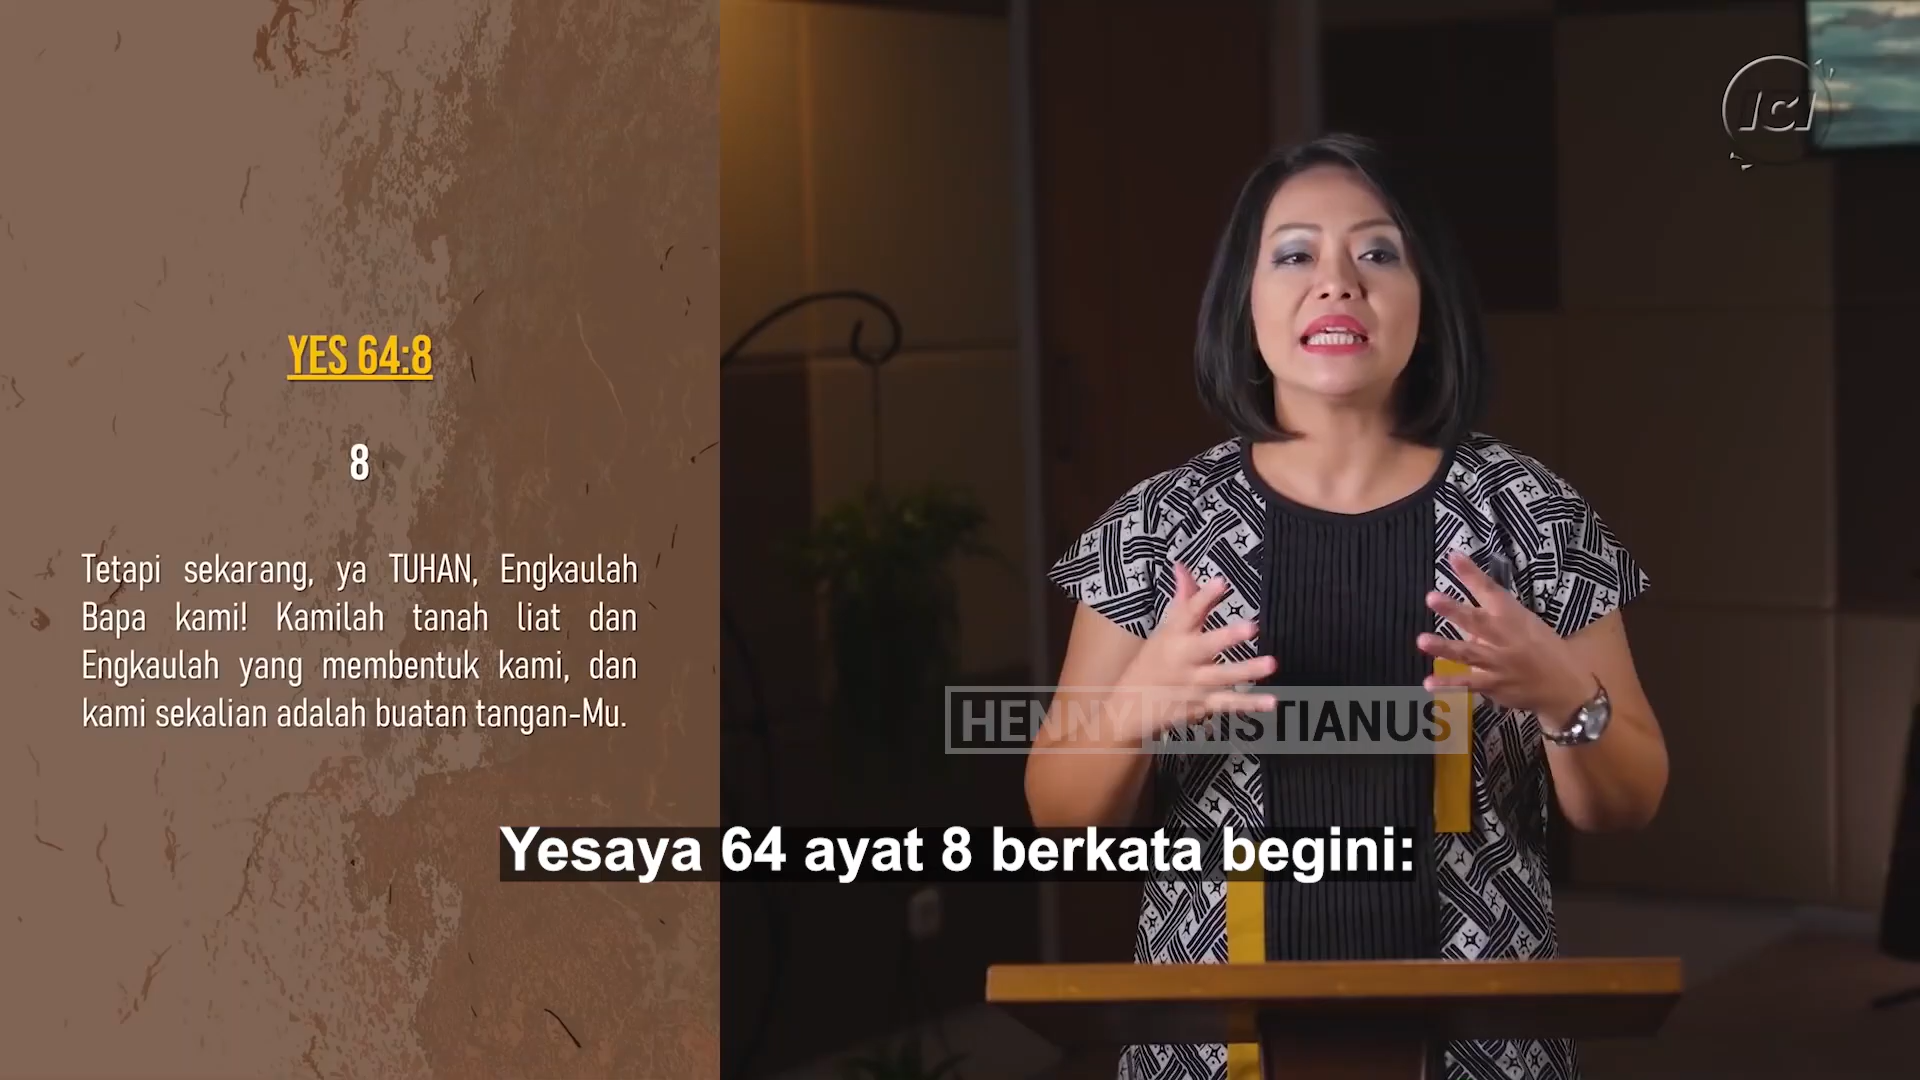 ICI
YES 64:8
8
Tetapi sekarang, ya TUHAN, Engkaulah
Bapa kami! Kamilah tanah liat dan
Engkaulah yang membentuk kami, dan
kami sekalian adalah buatan tangan-Mu.
HENNY KRISTIANUS
Yesaya 64 ayat 8 berkata begini: